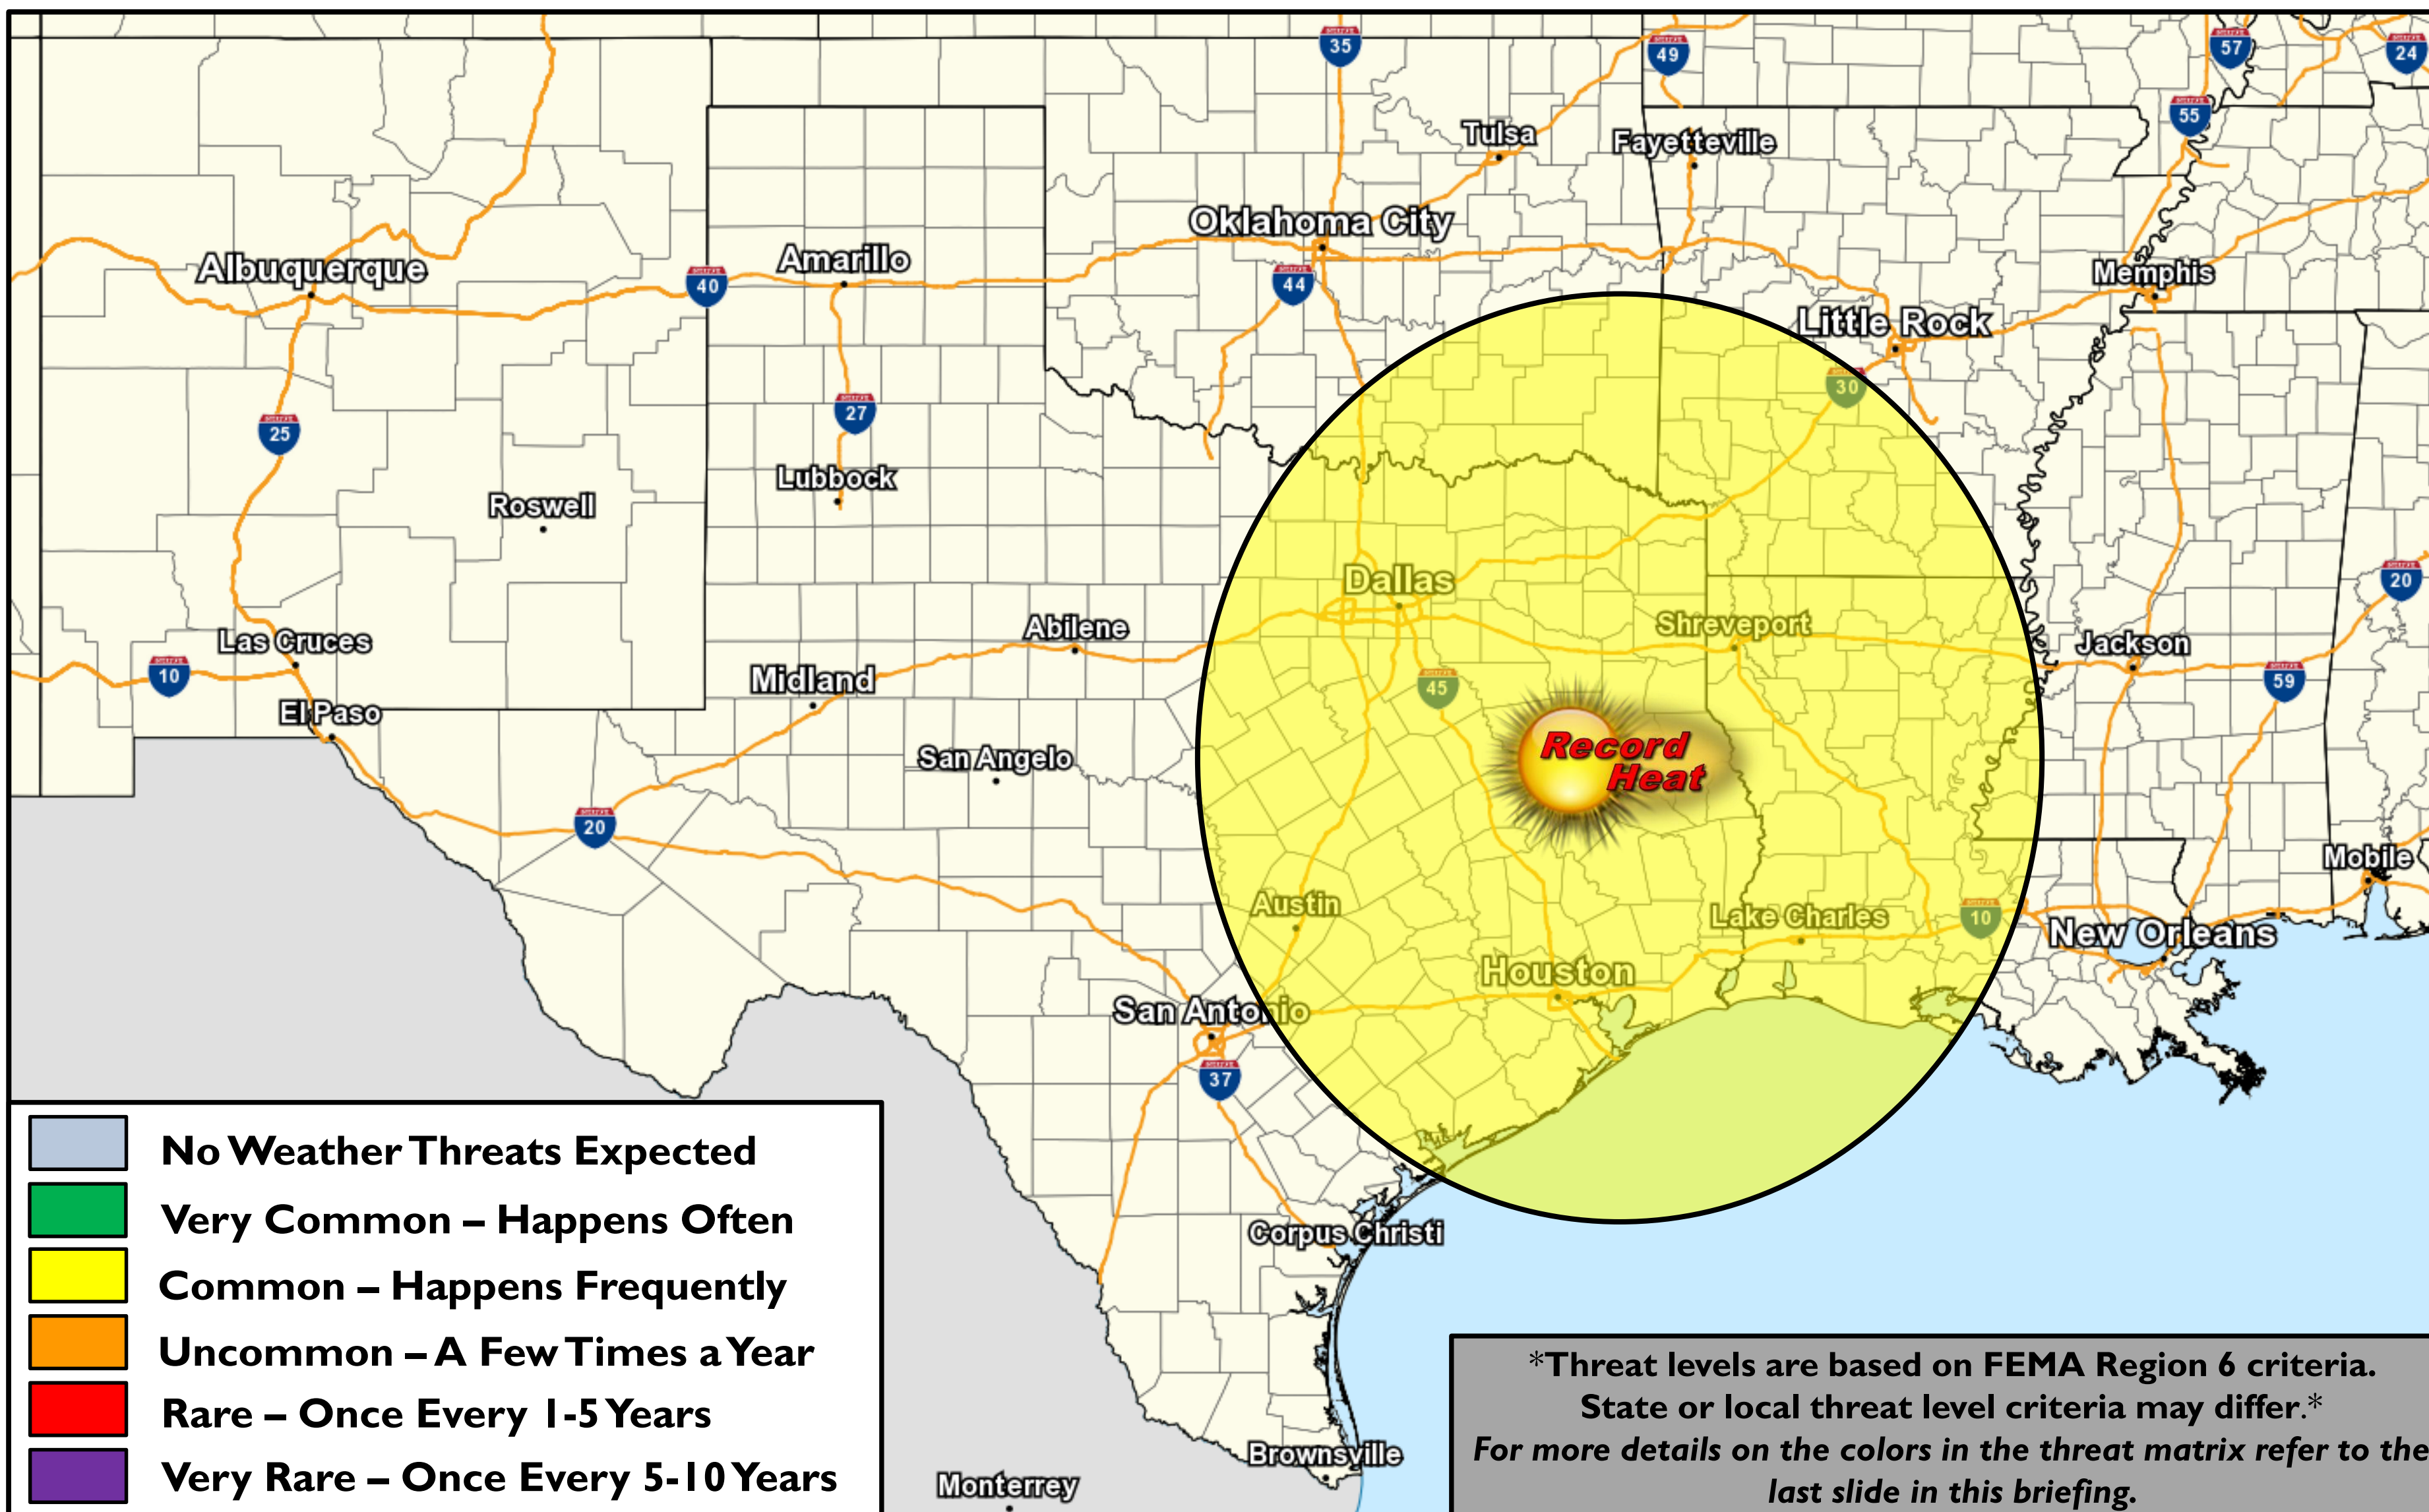 35
49
57
24
55
Tulsa
Fayetteville
Oklahoma City
Albuquerque
Amarillo
40
44
Memphis
Little Rock
30
25
27
Lubbock
Roswell
Dallas
20
Las Cruces
Abilene
Shreveport
Jackson
10
Midland
45
59
El Paso
San Angelo
Record
Heat
20
Mobile
Austin
Lake Charles
10
New Orleans
Houston
San Antonio
37
Corpus Christi
Brownsville
Monterrey
No Weather Threats Expected
Very Common – Happens Often
Common – Happens Frequently
Uncommon – A Few Times a Year
Rare – Once Every 1-5 Years
Very Rare – Once Every 5-10 Years
*Threat levels are based on FEMA Region 6 criteria.
State or local threat level criteria may differ.*
For more details on the colors in the threat matrix refer to the
last slide in this briefing.